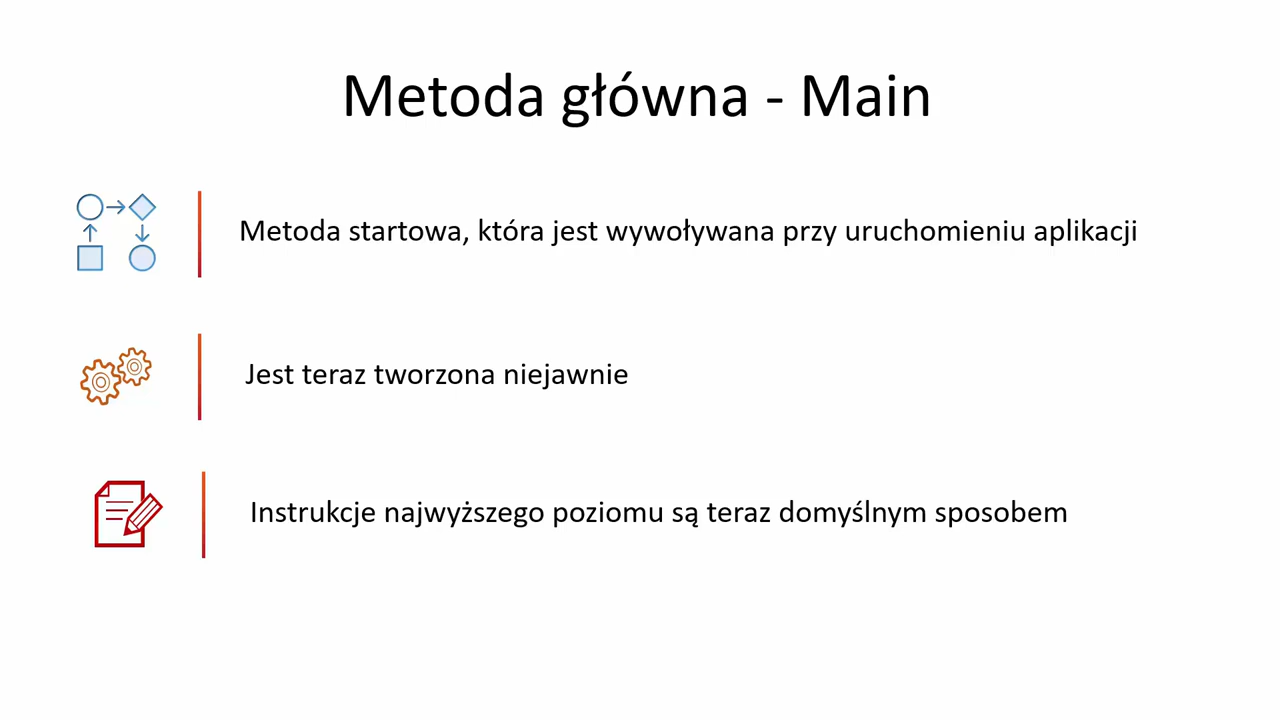 Metoda główna - Main
Metoda startowa, która jest wywoływana przy uruchomieniu aplikacji
Jest teraz tworzona niejawnie
Instrukcje najwyższego poziomu są teraz domyślnym sposobem